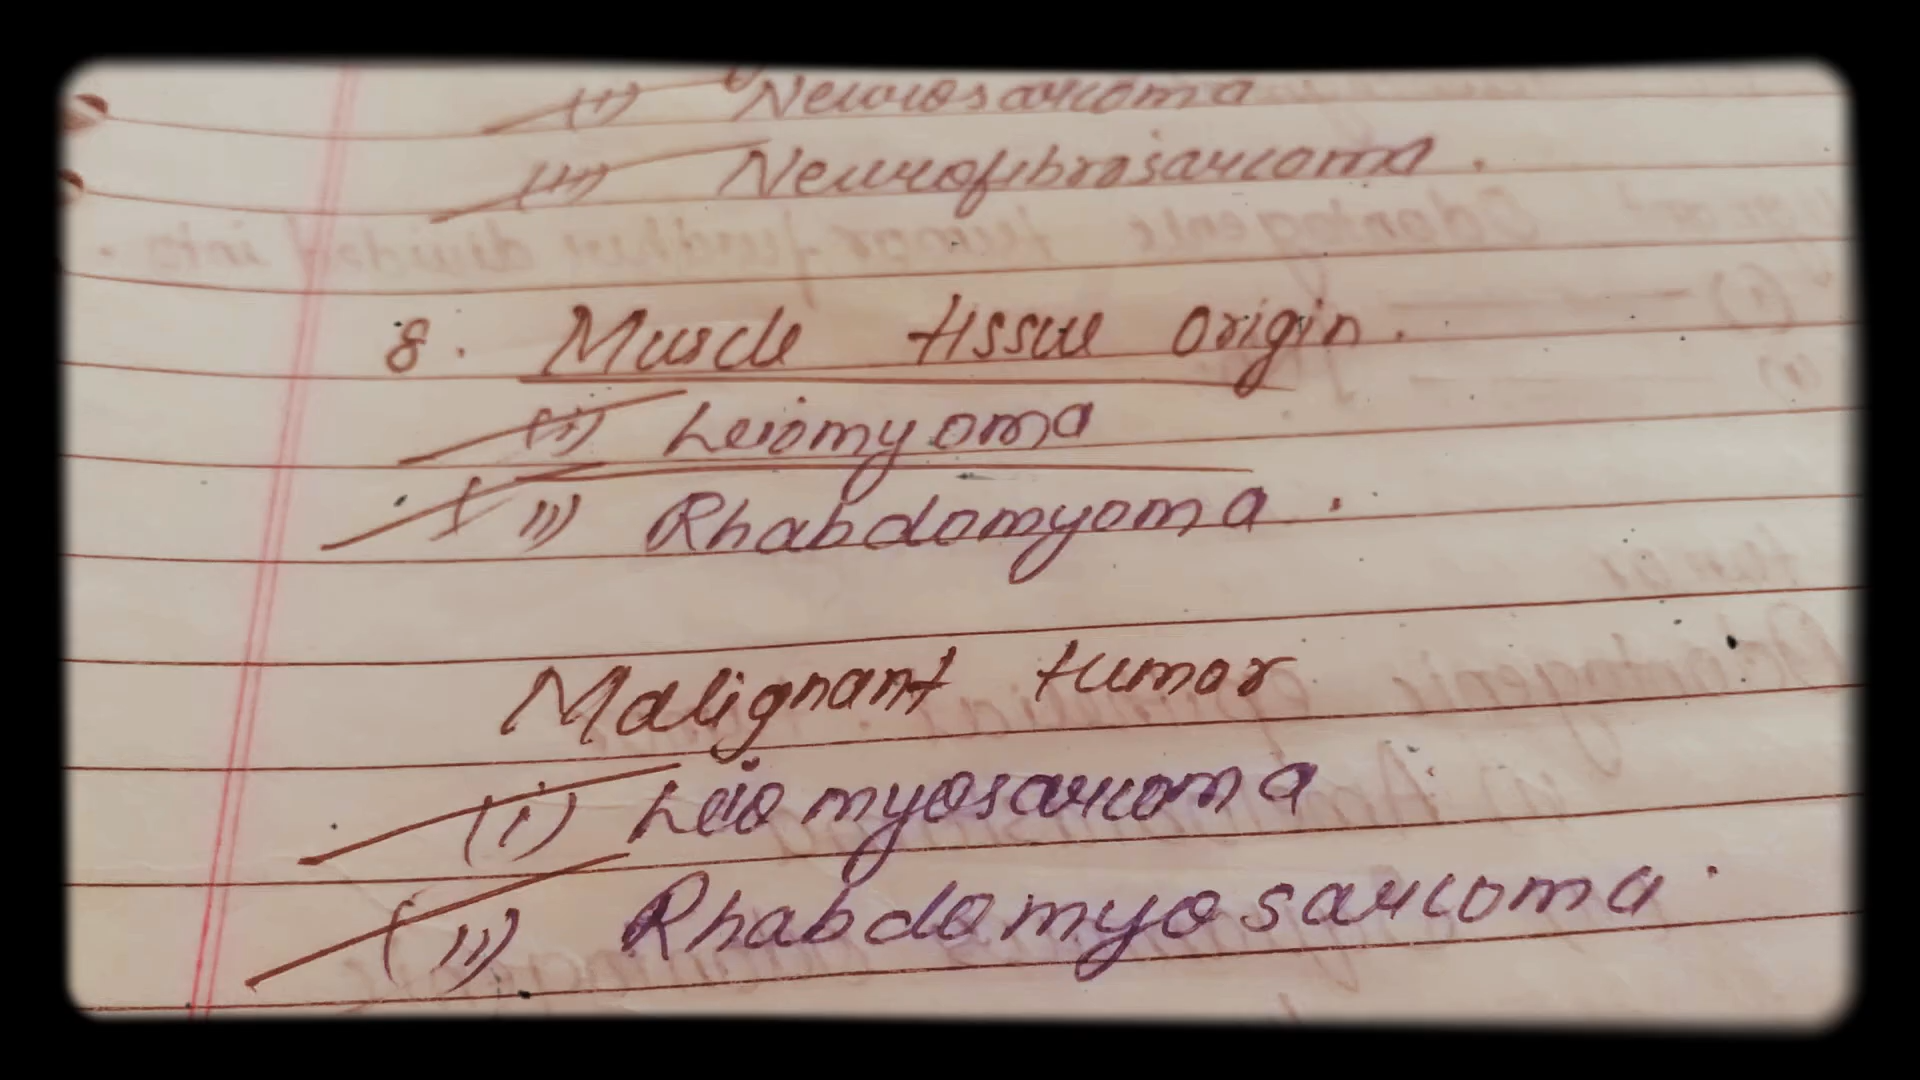 (i) Neurosarcoma
(ii) Neurofibrosarcoma.
8. Muscle tissue origin.
(i) Leiomyoma
(ii) Rhabdomyoma.
Malignant tumor
(i) Leiomyosarcoma
(ii) Rhabdomyosarcoma.